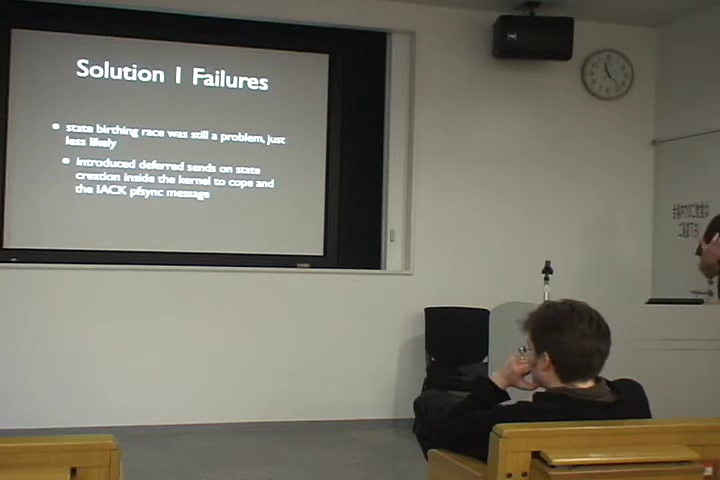 Solution 1 Failures
state birthing race was still a problem, just
less likely
introduced deferred sends on state
creation inside the kernel to cope and
the IACK pfsync message